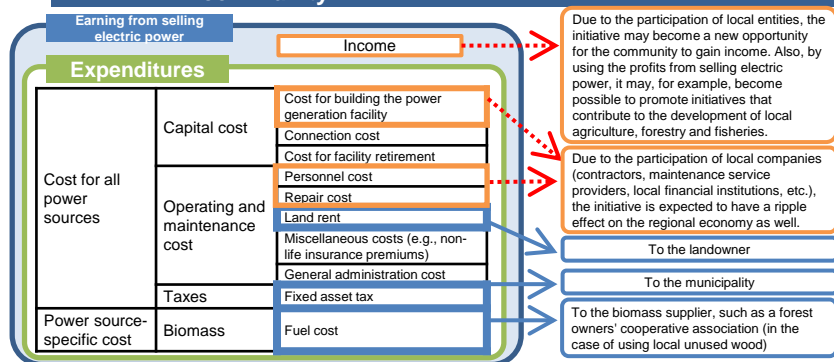 Earning from selling
electric power
Income
Expenditures
Cost for all
power
sources
Capital cost
Cost for building the power
generation facility
Connection cost
Cost for facility retirement
Operating and
maintenance
cost
Personnel cost
Repair cost
Land rent
Miscellaneous costs (e.g., non-
life insurance premiums)
General administration cost
Taxes
Fixed asset tax
Power source-
specific cost
Biomass
Fuel cost
Due to the participation of local entities, the
initiative may become a new opportunity
for the community to gain income. Also, by
using the profits from selling electric
power, it may, for example, become
possible to promote initiatives that
contribute to the development of local
agriculture, forestry and fisheries.
Due to the participation of local companies
(contractors, maintenance service
providers, local financial institutions, etc.),
the initiative is expected to have a ripple
effect on the regional economy as well.
To the landowner
To the municipality
To the biomass supplier, such as a forest
owners' cooperative association (in the
case of using local unused wood)